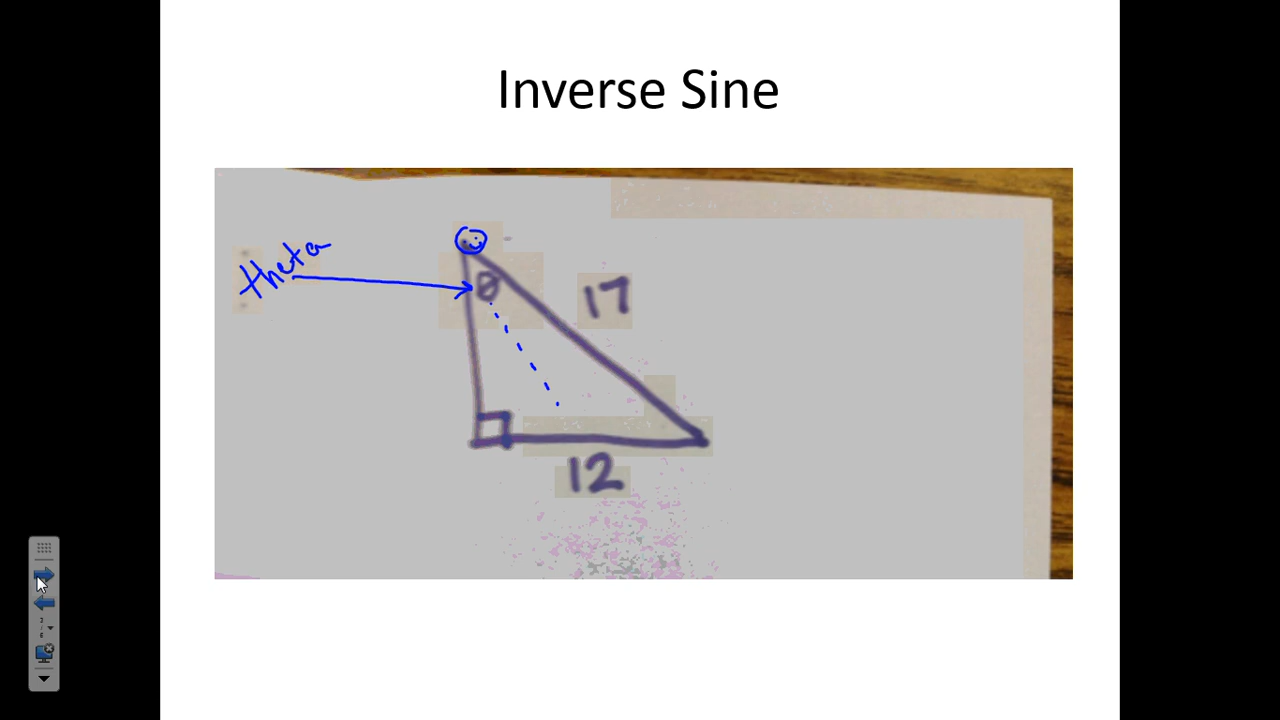 Inverse Sine
theta
θ
17
12